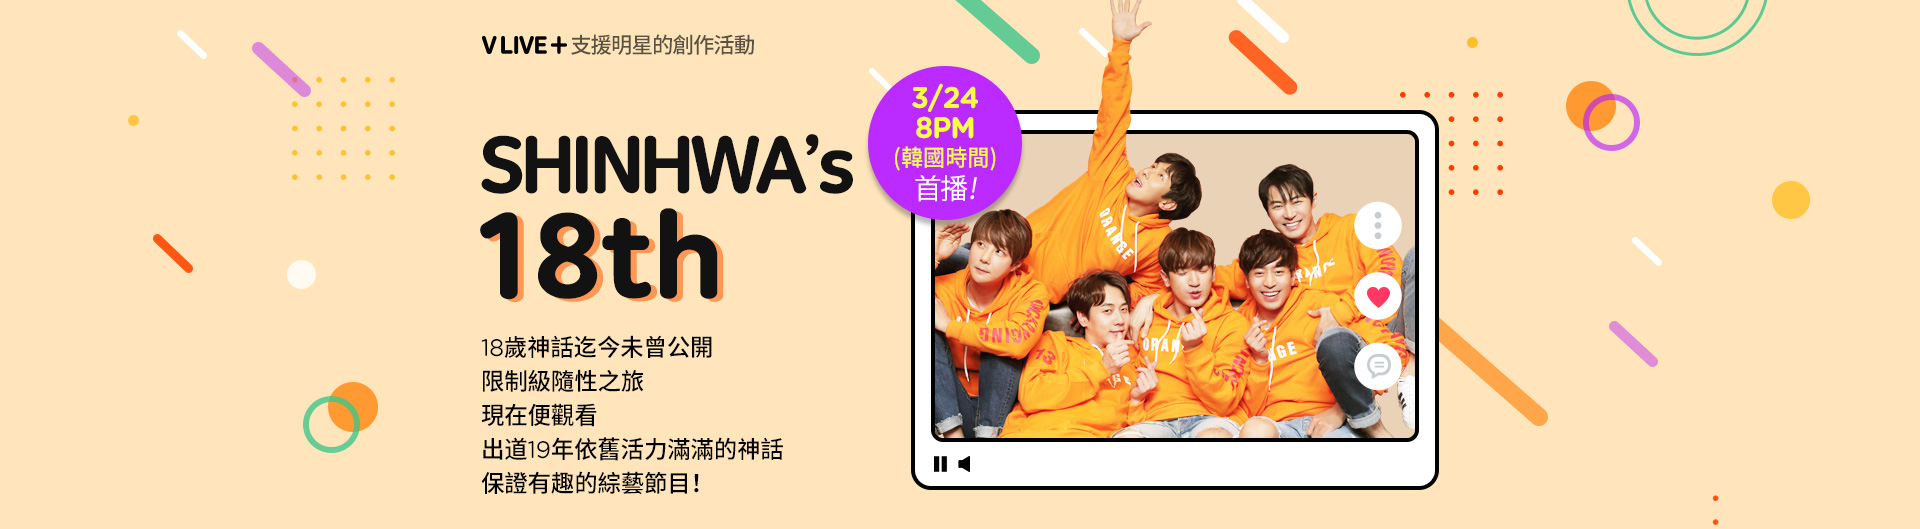 V LIVE+ 支援明星的創作活動
SHINHWA's
18th
18歲神話迄今未曾公開
限制級隨性之旅
現在便觀看
出道19年依舊活力滿滿的神話
保證有趣的綜藝節目!
3/24
8PM
(韓國時間)
首播!
ORANGE
ORAN
GE